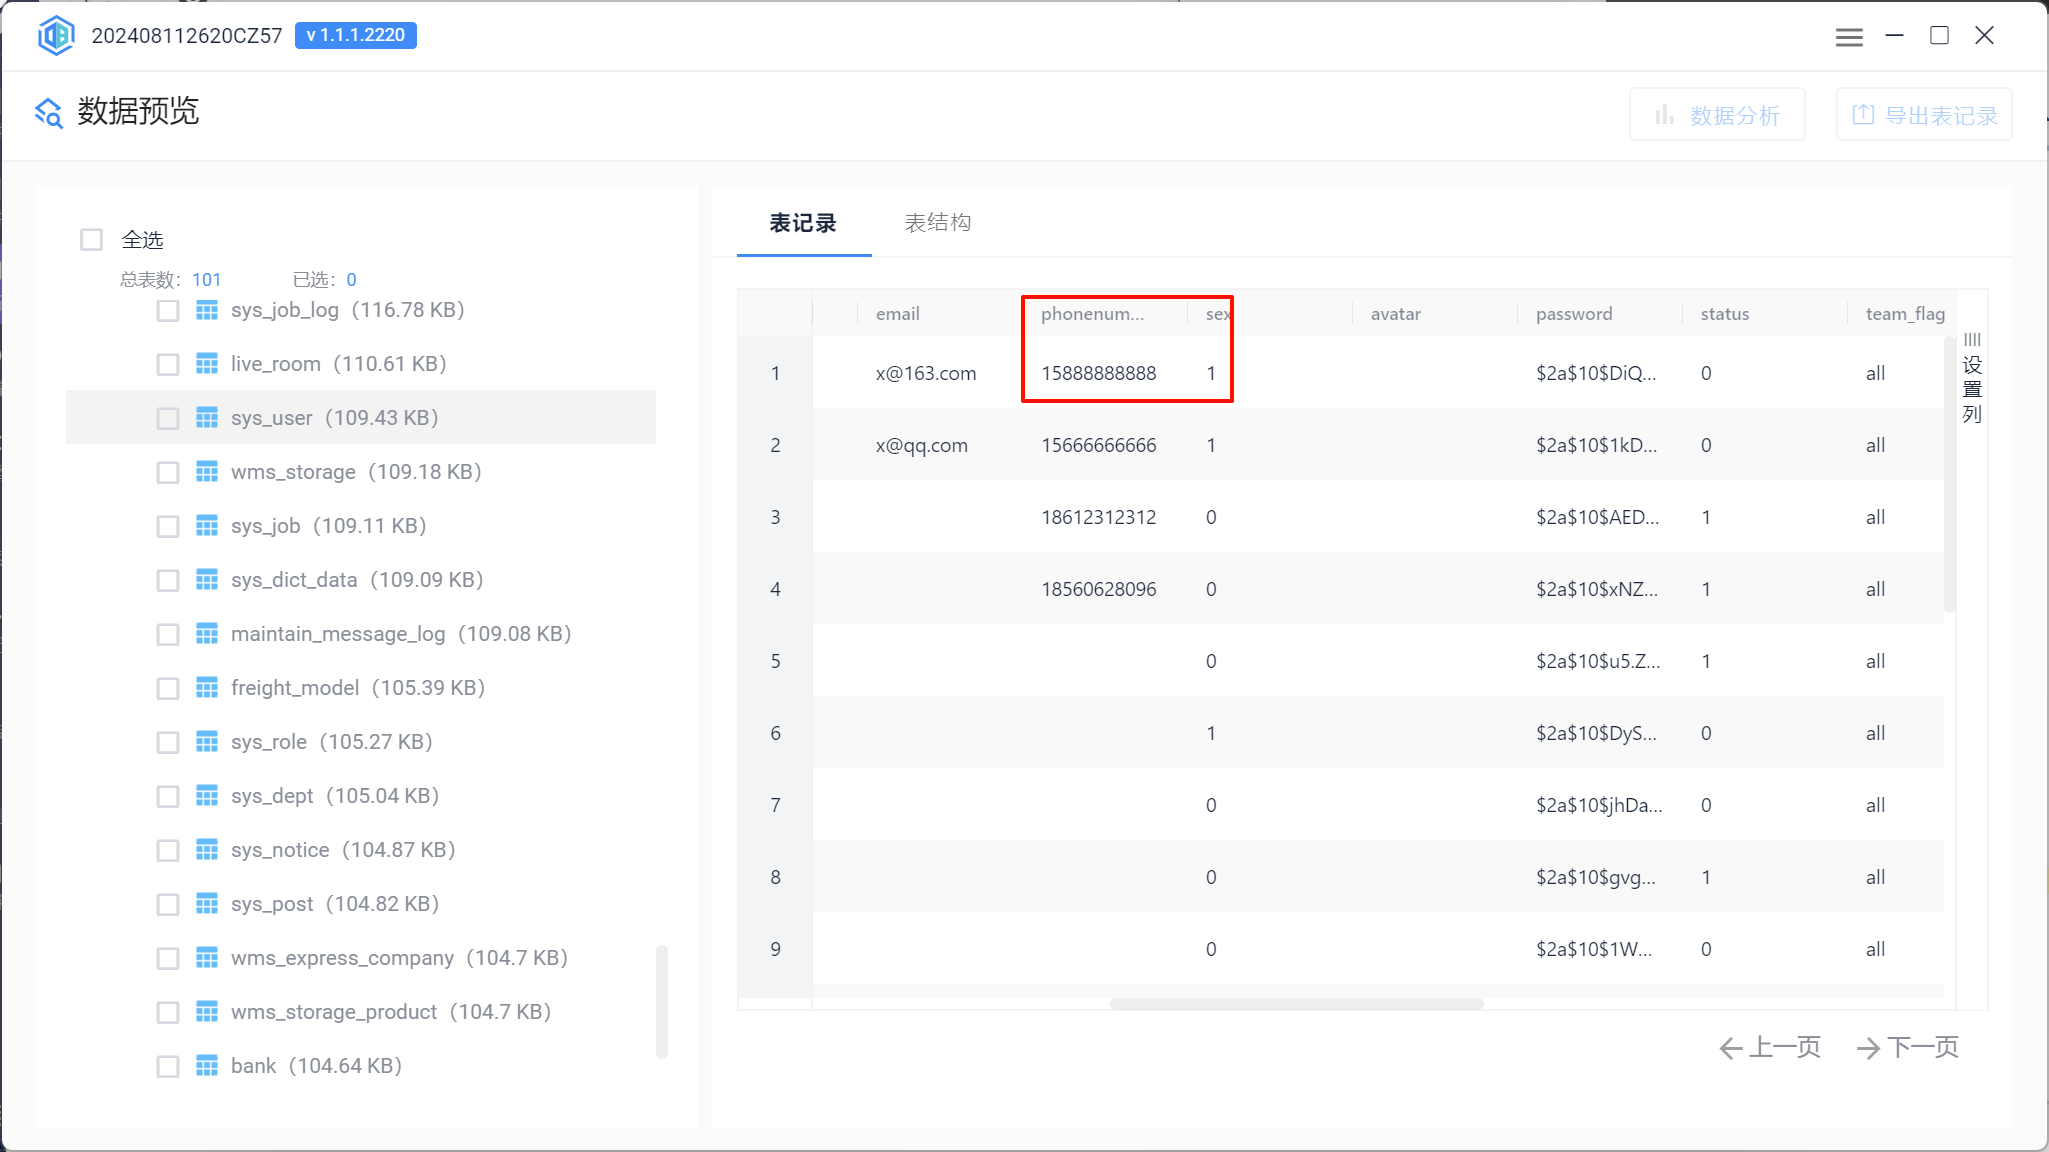 202408112620CZ57 v 1.1.1.2220
数据预览
数据分析 导出表记录
全选
总表数：101 已选：0
sys_job_log (116.78 KB)
live_room (110.61 KB)
sys_user (109.43 KB)
wms_storage (109.18 KB)
sys_job (109.11 KB)
sys_dict_data (109.09 KB)
maintain_message_log (109.08 KB)
freight_model (105.39 KB)
sys_role (105.27 KB)
sys_dept (105.04 KB)
sys_notice (104.87 KB)
sys_post (104.82 KB)
wms_express_company (104.7 KB)
wms_storage_product (104.7 KB)
bank (104.64 KB)
表记录 表结构
email phonenum... sex avatar password status team_flag
1 x@163.com 15888888888 1 $2a$10$DiQ... 0 all
2 x@qq.com 15666666666 1 $2a$10$1kD... 0 all
3 18612312312 0 $2a$10$AED... 1 all
4 18560628096 0 $2a$10$xNZ... 1 all
5 0 $2a$10$u5.Z... 1 all
6 1 $2a$10$DyS... 0 all
7 0 $2a$10$jhDa... 0 all
8 0 $2a$10$gvg... 1 all
9 0 $2a$10$1W... 0 all
设置列
上一页 下一页